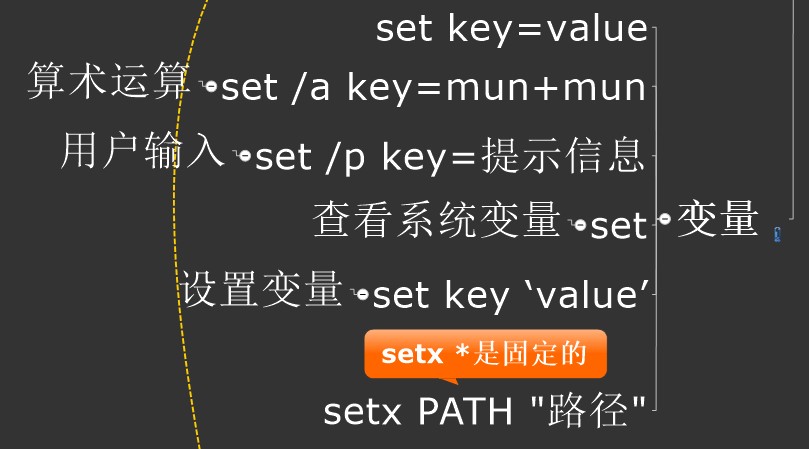 set key=value
算术运算 set /a key=mun+mun
用户输入 set /p key=提示信息
查看系统变量 set 变量
设置变量 set key ‘value’
setx *是固定的
setx PATH "路径"